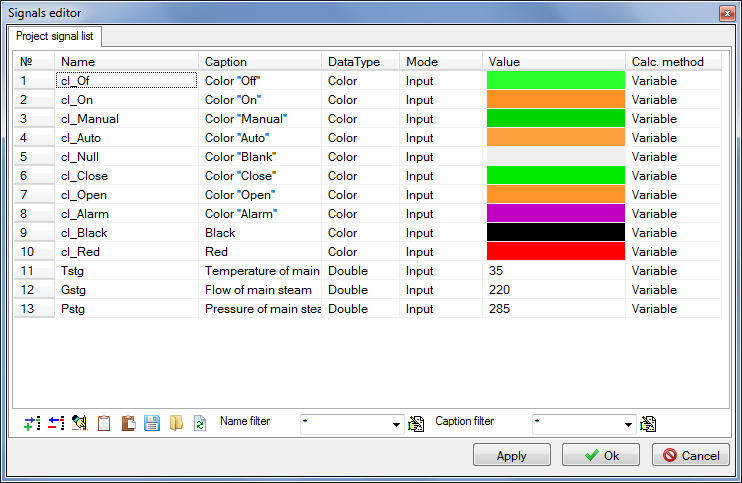 Signals editor
Project signal list
№ Name Caption DataType Mode Value Calc. method
1 cl_Of Color "Off" Color Input Variable
2 cl_On Color "On" Color Input Variable
3 cl_Manual Color "Manual" Color Input Variable
4 cl_Auto Color "Auto" Color Input Variable
5 cl_Null Color "Blank" Color Input Variable
6 cl_Close Color "Close" Color Input Variable
7 cl_Open Color "Open" Color Input Variable
8 cl_Alarm Color "Alarm" Color Input Variable
9 cl_Black Black Color Input Variable
10 cl_Red Red Color Input Variable
11 Tstg Temperature of main Double Input 35 Variable
12 Gstg Flow of main steam Double Input 220 Variable
13 Pstg Pressure of main stea Double Input 285 Variable
Name filter * Caption filter *
Apply Ok Cancel